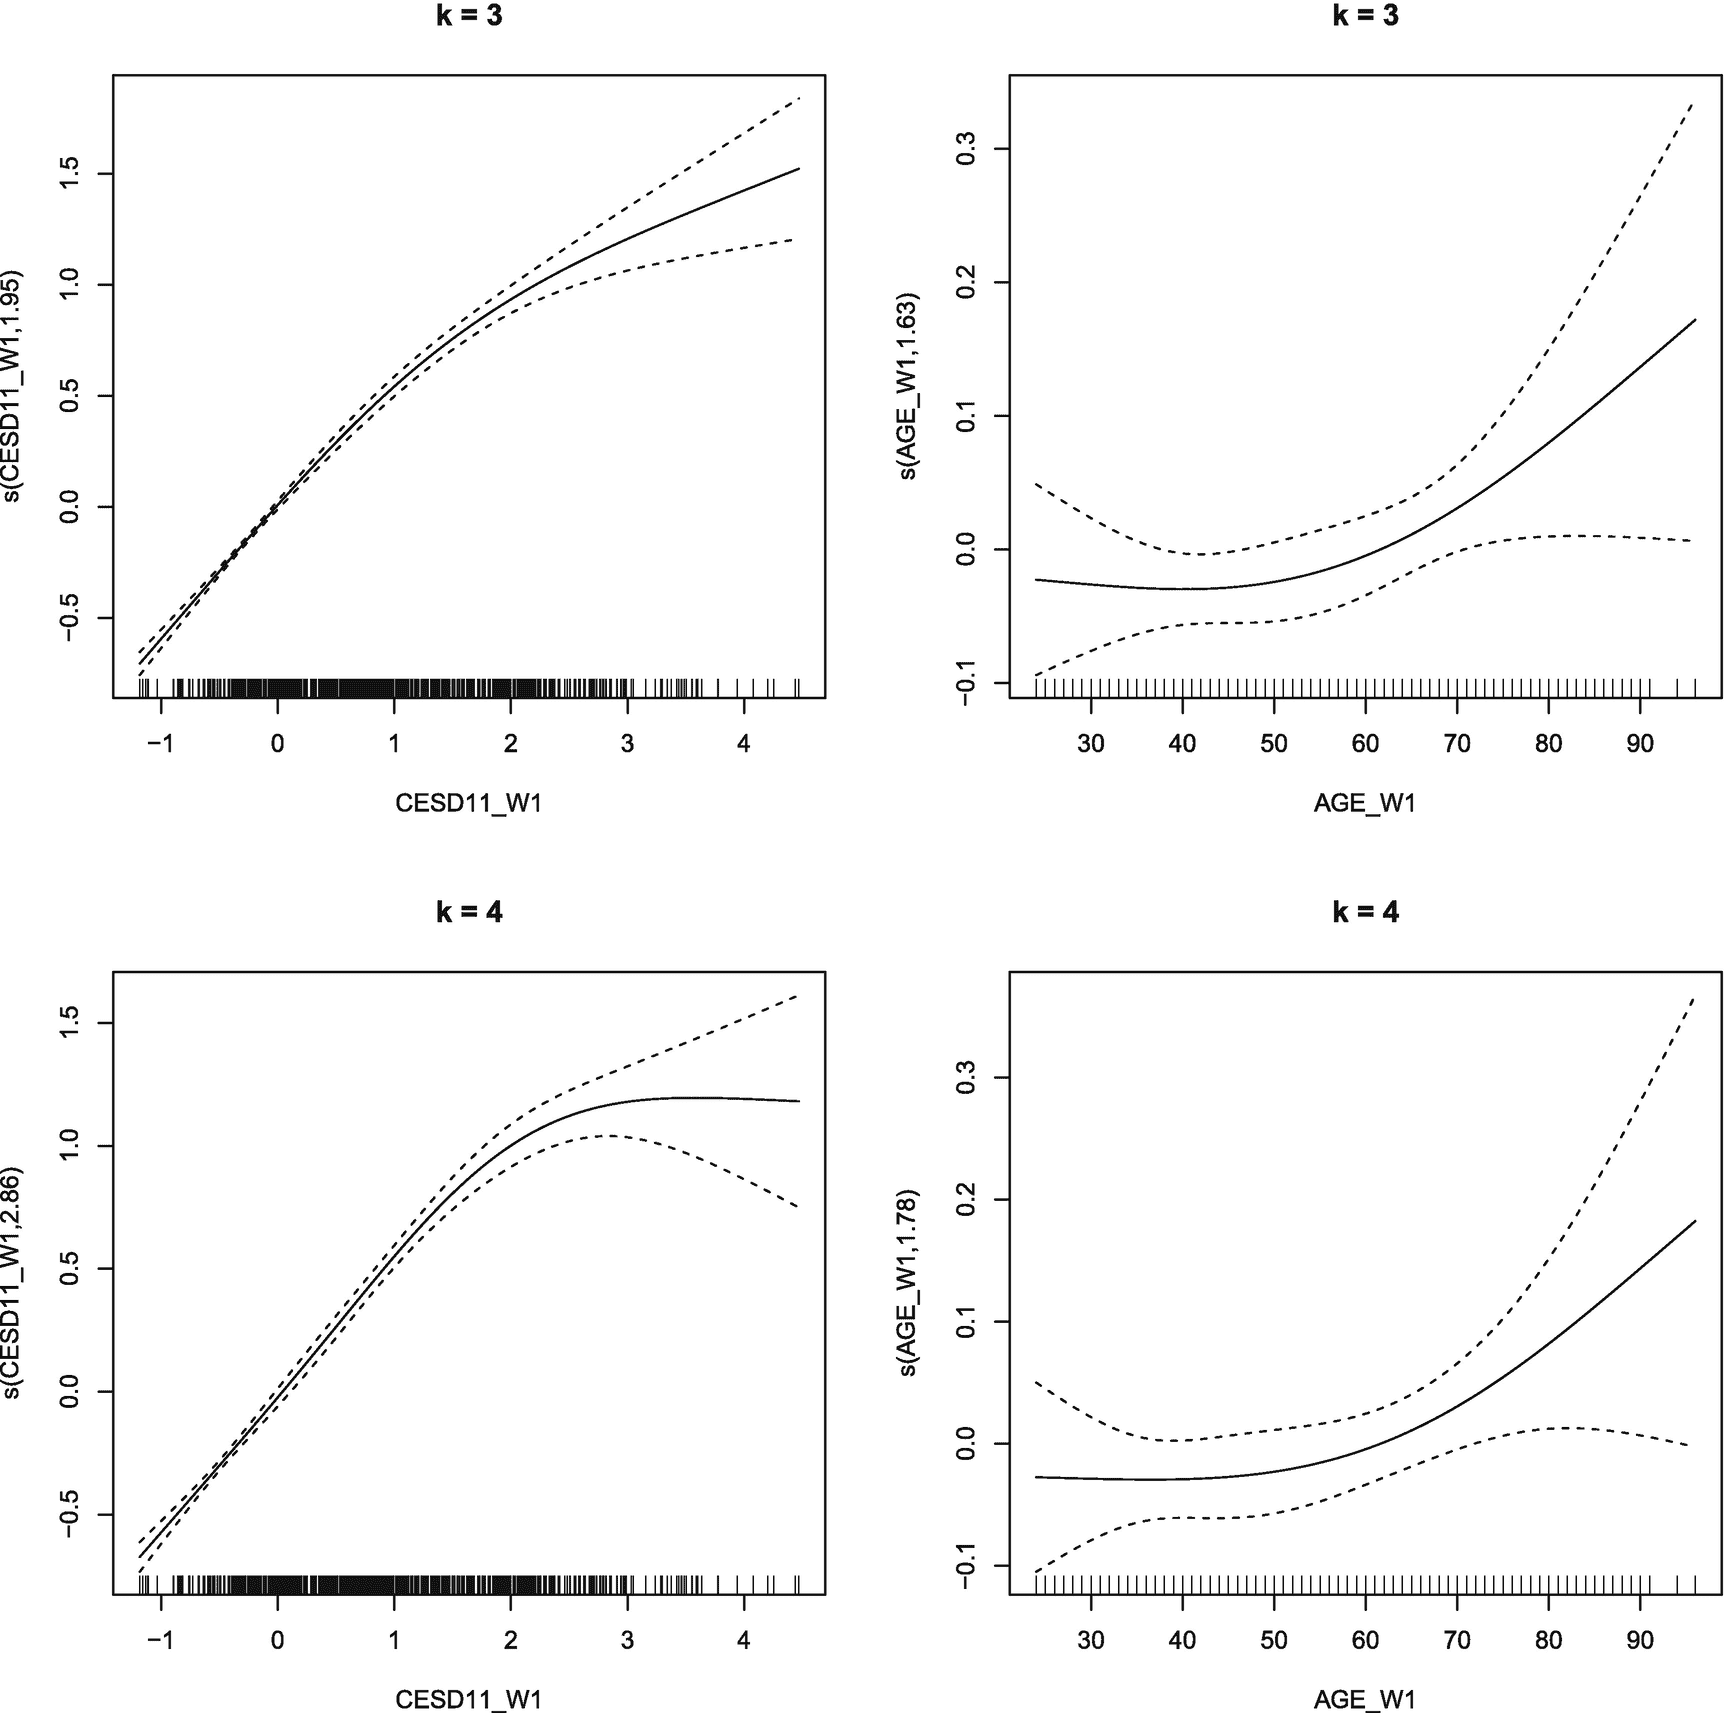 k = 3
s(CESD11_W1,1.95)
1.5
1.0
0.5
0.0
−0.5
−1 0 1 2 3 4
CESD11_W1
k = 3
s(AGE_W1,1.63)
0.3
0.2
0.1
0.0
−0.1
30 40 50 60 70 80 90
AGE_W1
k = 4
s(CESD11_W1,2.86)
1.5
1.0
0.5
0.0
−0.5
−1 0 1 2 3 4
CESD11_W1
k = 4
s(AGE_W1,1.78)
0.3
0.2
0.1
0.0
−0.1
30 40 50 60 70 80 90
AGE_W1